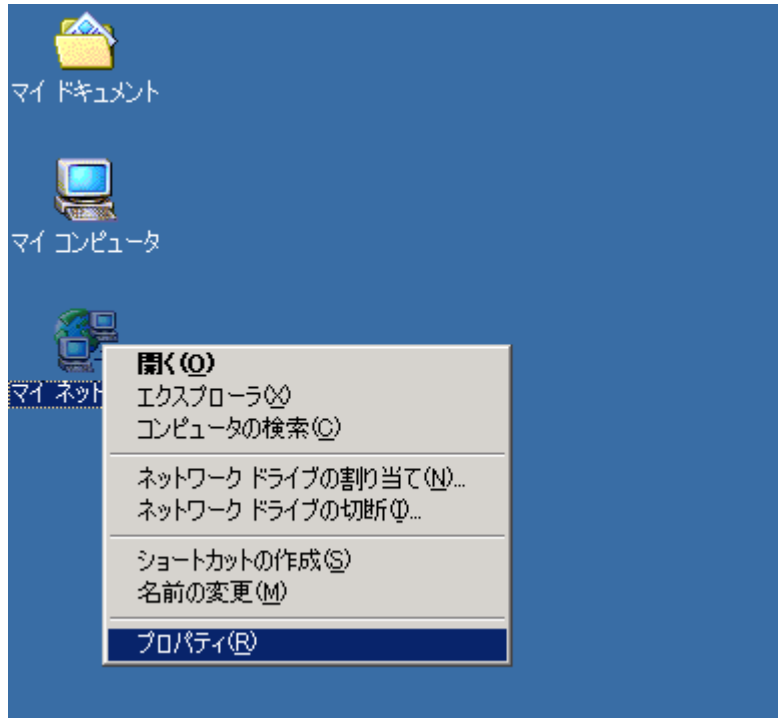 マイ ドキュメント
マイ コンピュータ
マイ ネット
開く(O)
エクスプローラ(X)
コンピュータの検索(C)
ネットワーク ドライブの割り当て(N)...
ネットワーク ドライブの切断(I)...
ショートカットの作成(S)
名前の変更(M)
プロパティ(R)